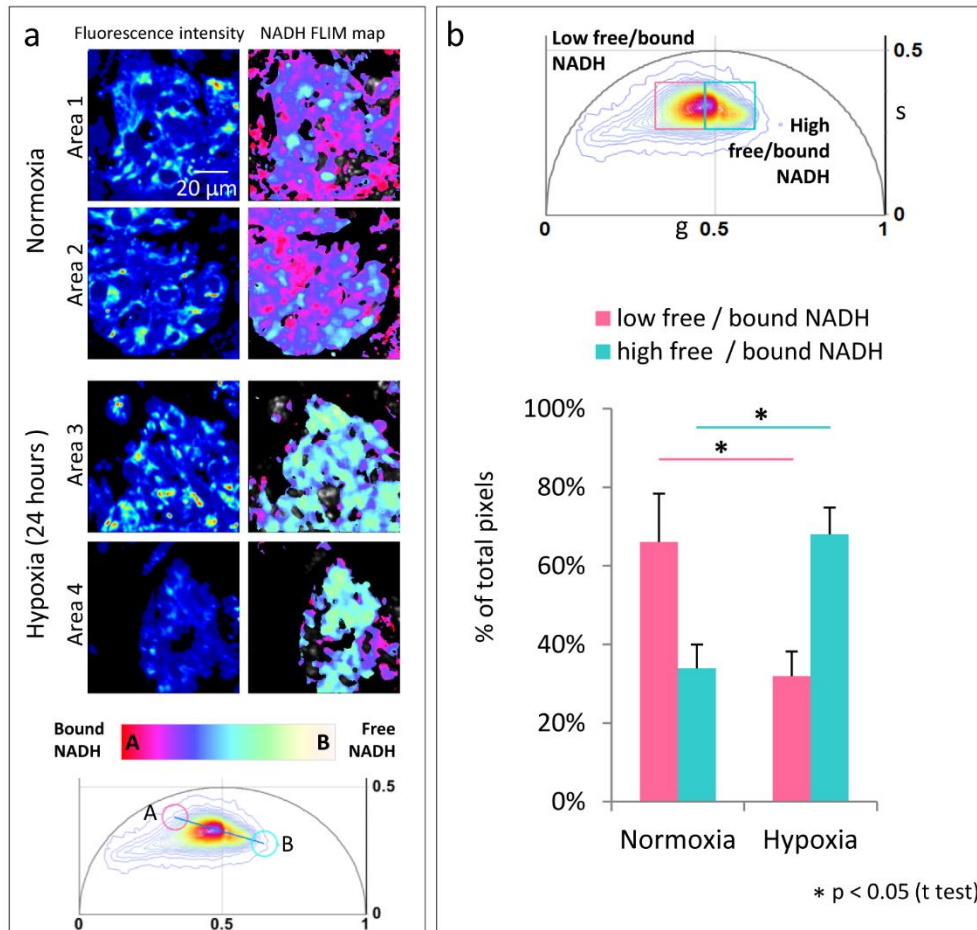 a
Fluorescence intensity
NADH FLIM map
Normoxia
Area 1
20 µm
Area 2
Hypoxia (24 hours )
Area 3
Area 4
Bound
NADH
A
B
Free
NADH
0.5
A
B
0
0
0.5
1
b
Low free/bound
NADH
0.5
s
High
free/bound
NADH
0
0
g
0.5
1
low free / bound NADH
high free / bound NADH
% of total pixels
100%
80%
60%
40%
20%
0%
*
*
Normoxia
Hypoxia
* p < 0.05 (t test)